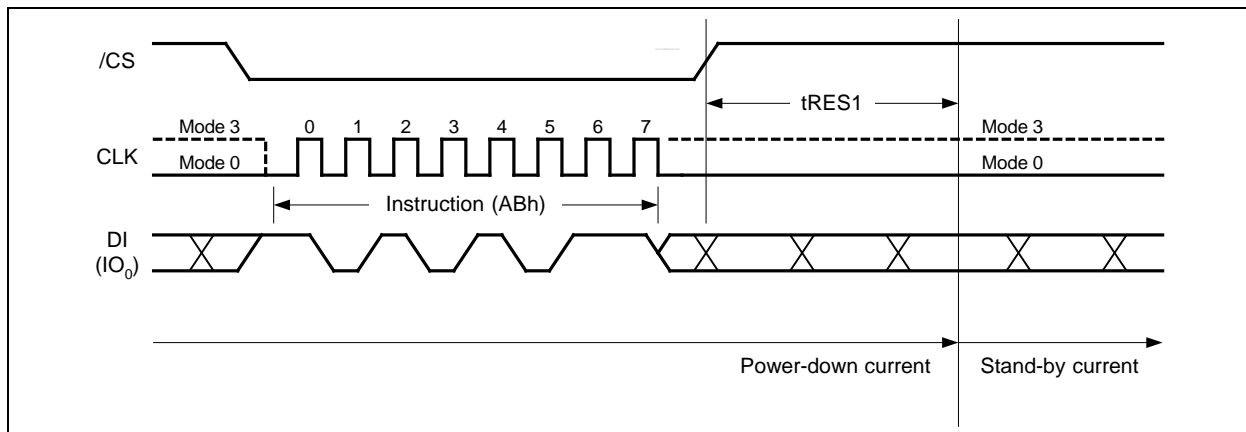 /CS
tRES1
Mode 3
0 1 2 3 4 5 6 7
Mode 3
CLK
Mode 0
Mode 0
Instruction (ABh)
DI
(IO₀)
Power-down current
Stand-by current